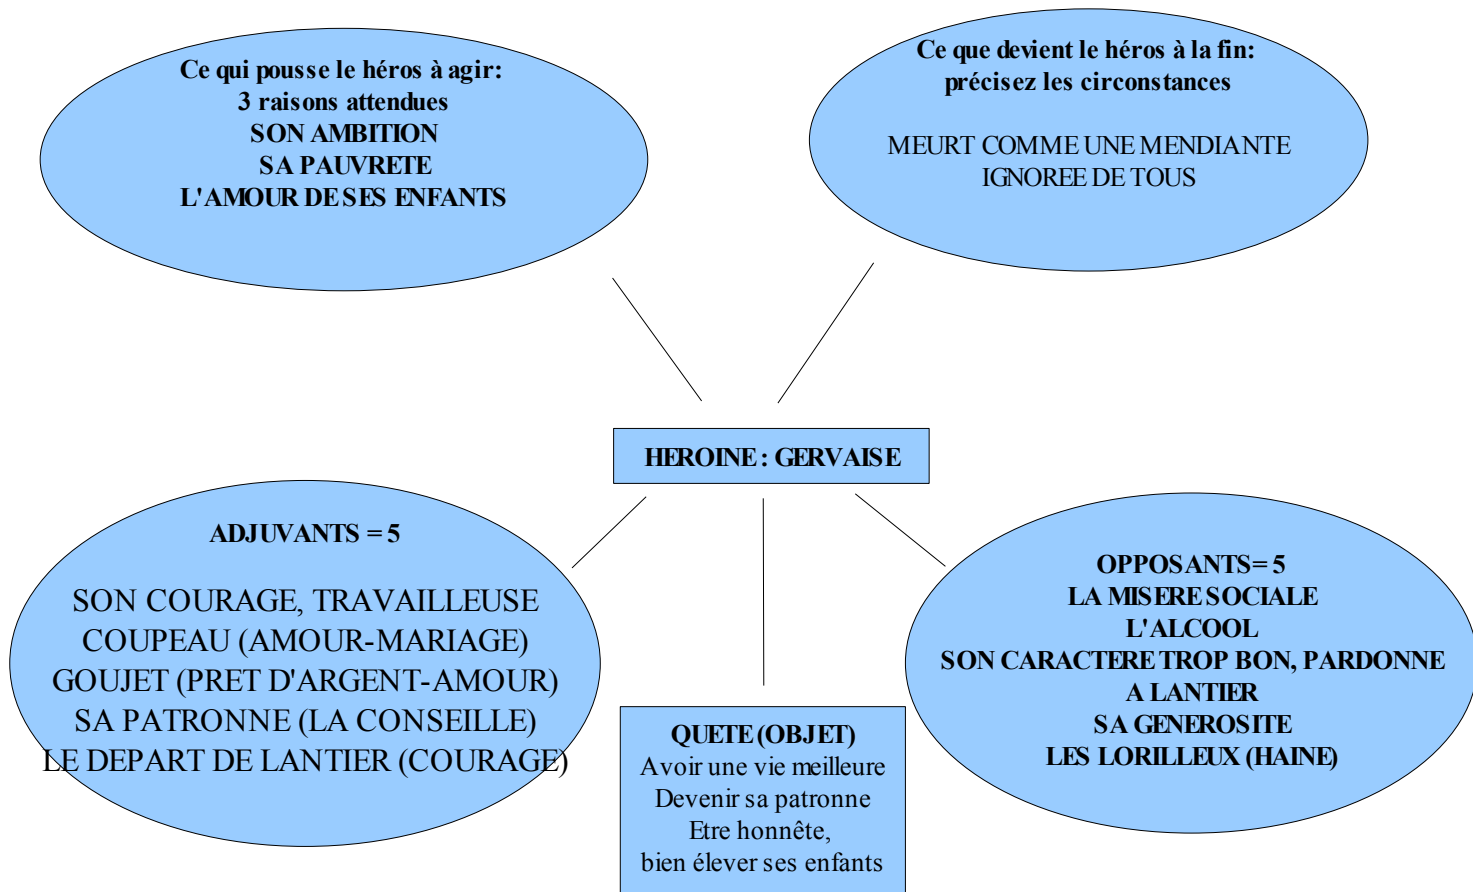 Ce qui pousse le héros à agir:
3 raisons attendues
SON AMBITION
SA PAUVRETE
L'AMOUR DE SES ENFANTS
Ce que devient le héros à la fin:
précisez les circonstances
MEURT COMME UNE MENDIANTE
IGNOREE DE TOUS
HEROINE : GERVAISE
ADJUVANTS = 5
SON COURAGE, TRAVAILLEUSE
COUPEAU (AMOUR-MARIAGE)
GOUJET (PRET D'ARGENT-AMOUR)
SA PATRONNE (LA CONSEILLE)
LE DEPART DE LANTIER (COURAGE)
QUETE (OBJET)
Avoir une vie meilleure
Devenir sa patronne
Etre honnête,
bien élever ses enfants
OPPOSANTS= 5
LA MISERE SOCIALE
L'ALCOOL
SON CARACTERE TROP BON, PARDONNE
A LANTIER
SA GENEROSITE
LES LORILLEUX (HAINE)